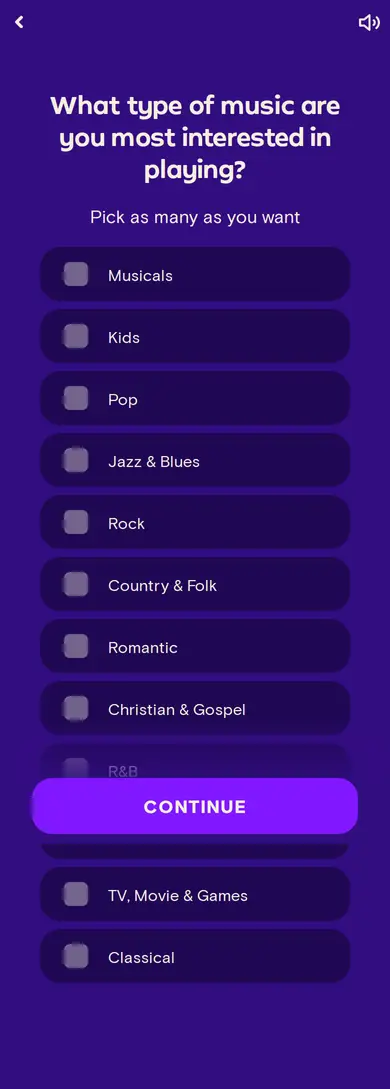 What type of music are
you most interested in
playing?
Pick as many as you want
Musicals
Kids
Pop
Jazz & Blues
Rock
Country & Folk
Romantic
Christian & Gospel
R&B
CONTINUE
TV, Movie & Games
Classical